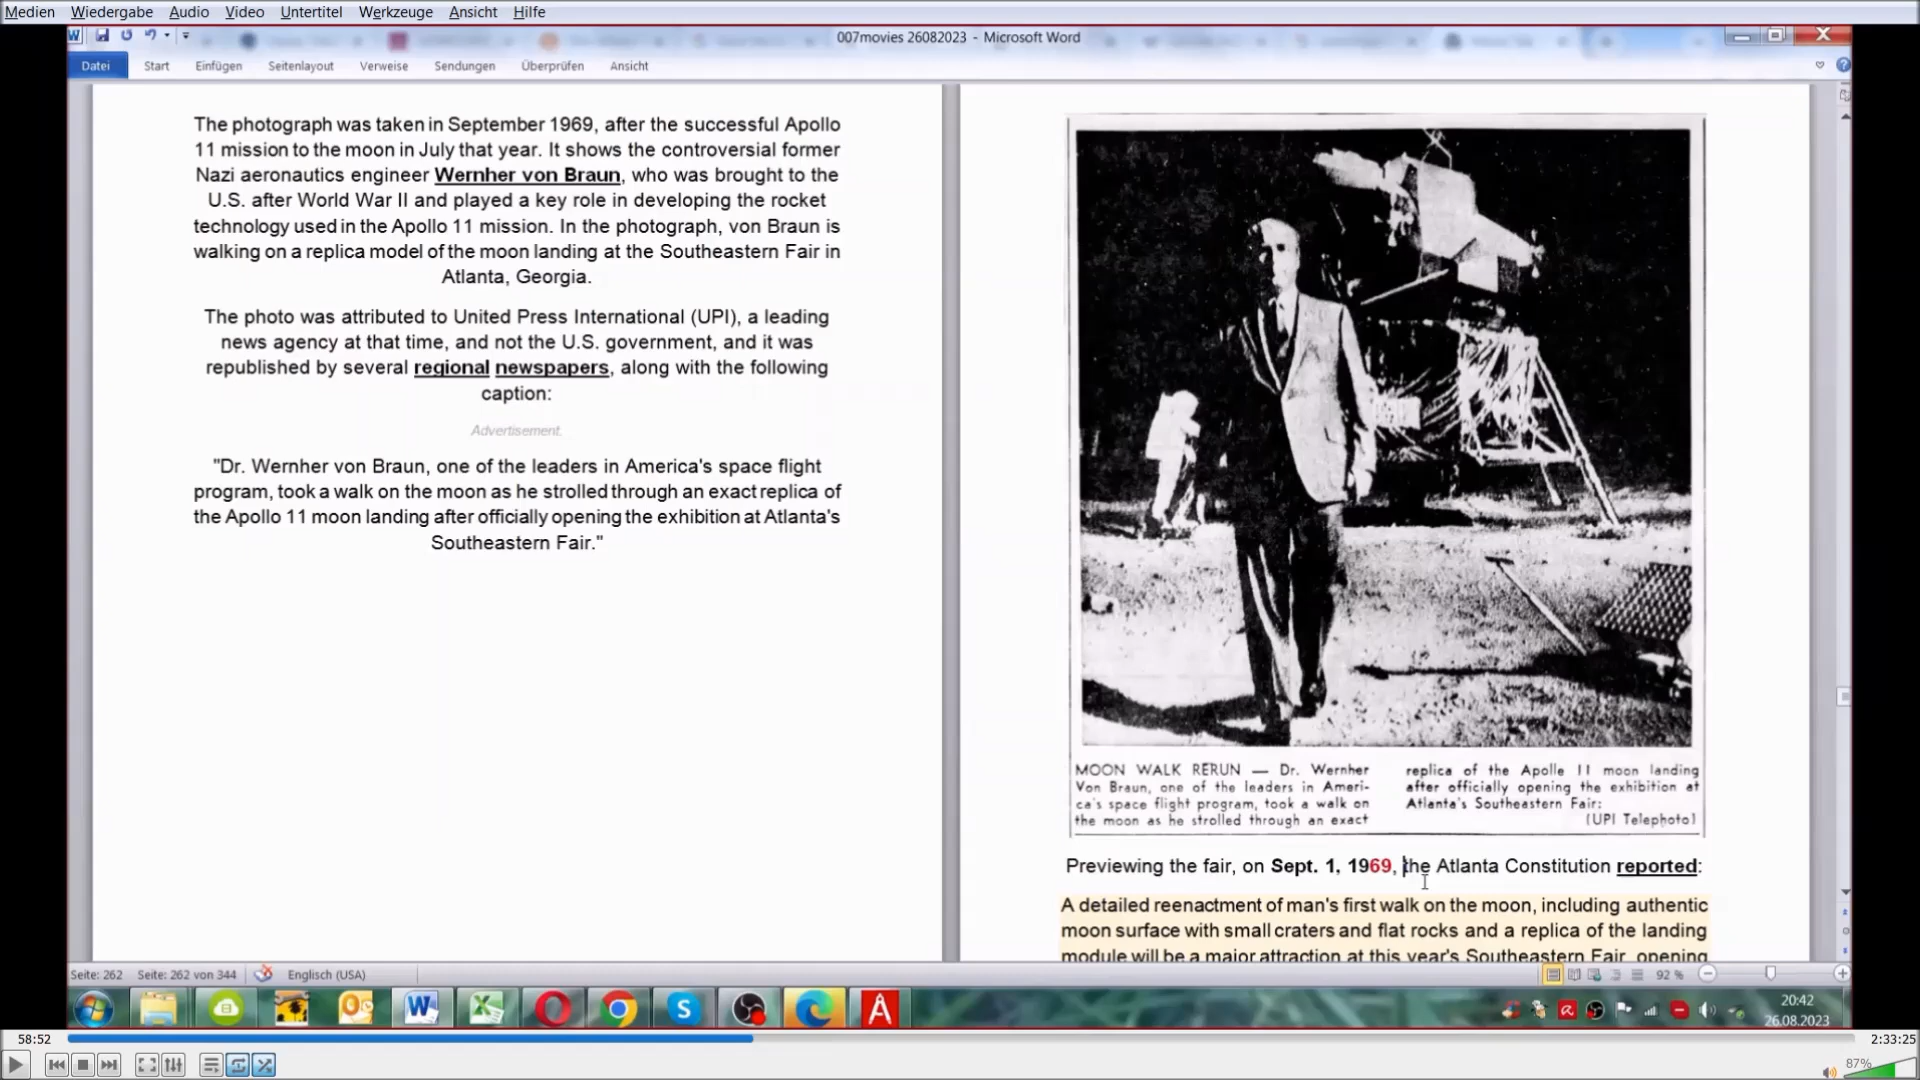 Medien Wiedergabe Audio Video Untertitel Werkzeuge Ansicht Hilfe
007movies 26082023 - Microsoft Word
Datei Start Einfügen Seitenlayout Verweise Sendungen Überprüfen Ansicht
The photograph was taken in September 1969, after the successful Apollo
11 mission to the moon in July that year. It shows the controversial former
Nazi aeronautics engineer Wernher von Braun, who was brought to the
U.S. after World War II and played a key role in developing the rocket
technology used in the Apollo 11 mission. In the photograph, von Braun is
walking on a replica model of the moon landing at the Southeastern Fair in
Atlanta, Georgia.
The photo was attributed to United Press International (UPI), a leading
news agency at that time, and not the U.S. government, and it was
republished by several regional newspapers, along with the following
caption:
Advertisement.
"Dr. Wernher von Braun, one of the leaders in America's space flight
program, took a walk on the moon as he strolled through an exact replica of
the Apollo 11 moon landing after officially opening the exhibition at Atlanta's
Southeastern Fair."
MOON WALK RERUN — Dr. Wernher
Von Braun, one of the leaders in Ameri-
ca's space flight program, took a walk on
the moon as he strolled through an exact
replica of the Apolle 11 moon landing
after officially opening the exhibition at
Atlanta's Southeastern Fair:
(UPI Telephoto)
Previewing the fair, on Sept. 1, 1969, the Atlanta Constitution reported:
A detailed reenactment of man's first walk on the moon, including authentic
moon surface with small craters and flat rocks and a replica of the landing
module will be a major attraction at this year's Southeastern Fair, opening
Seite: 262 Seite: 262 von 344 Englisch (USA) 92 %
20:42
26.08.2023
58:52 2:33:25
87%